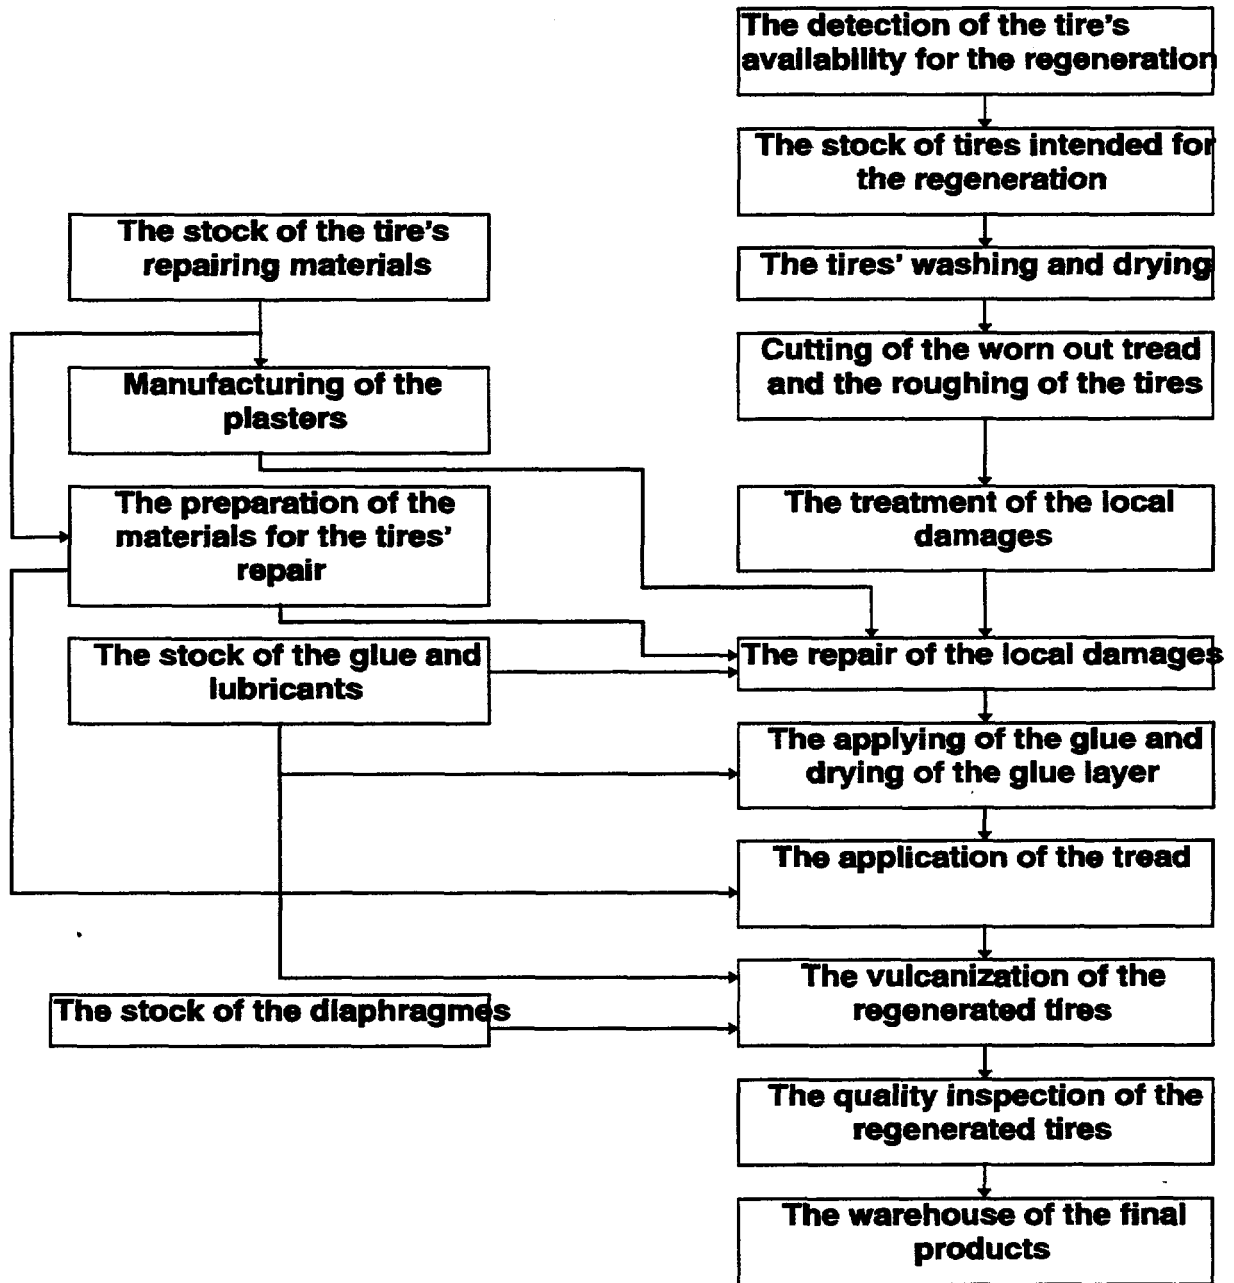 The detection of the tire's
availability for the regeneration
The stock of tires intended for
the regeneration
The stock of the tire's
repairing materials
The tires' washing and drying
Cutting of the worn out tread
and the roughing of the tires
Manufacturing of the
plasters
The preparation of the
materials for the tires'
repair
The treatment of the local
damages
The stock of the glue and
lubricants
The repair of the local damages
The applying of the glue and
drying of the glue layer
The application of the tread
The vulcanization of the
regenerated tires
The stock of the diaphragmes
The quality inspection of the
regenerated tires
The warehouse of the final
products